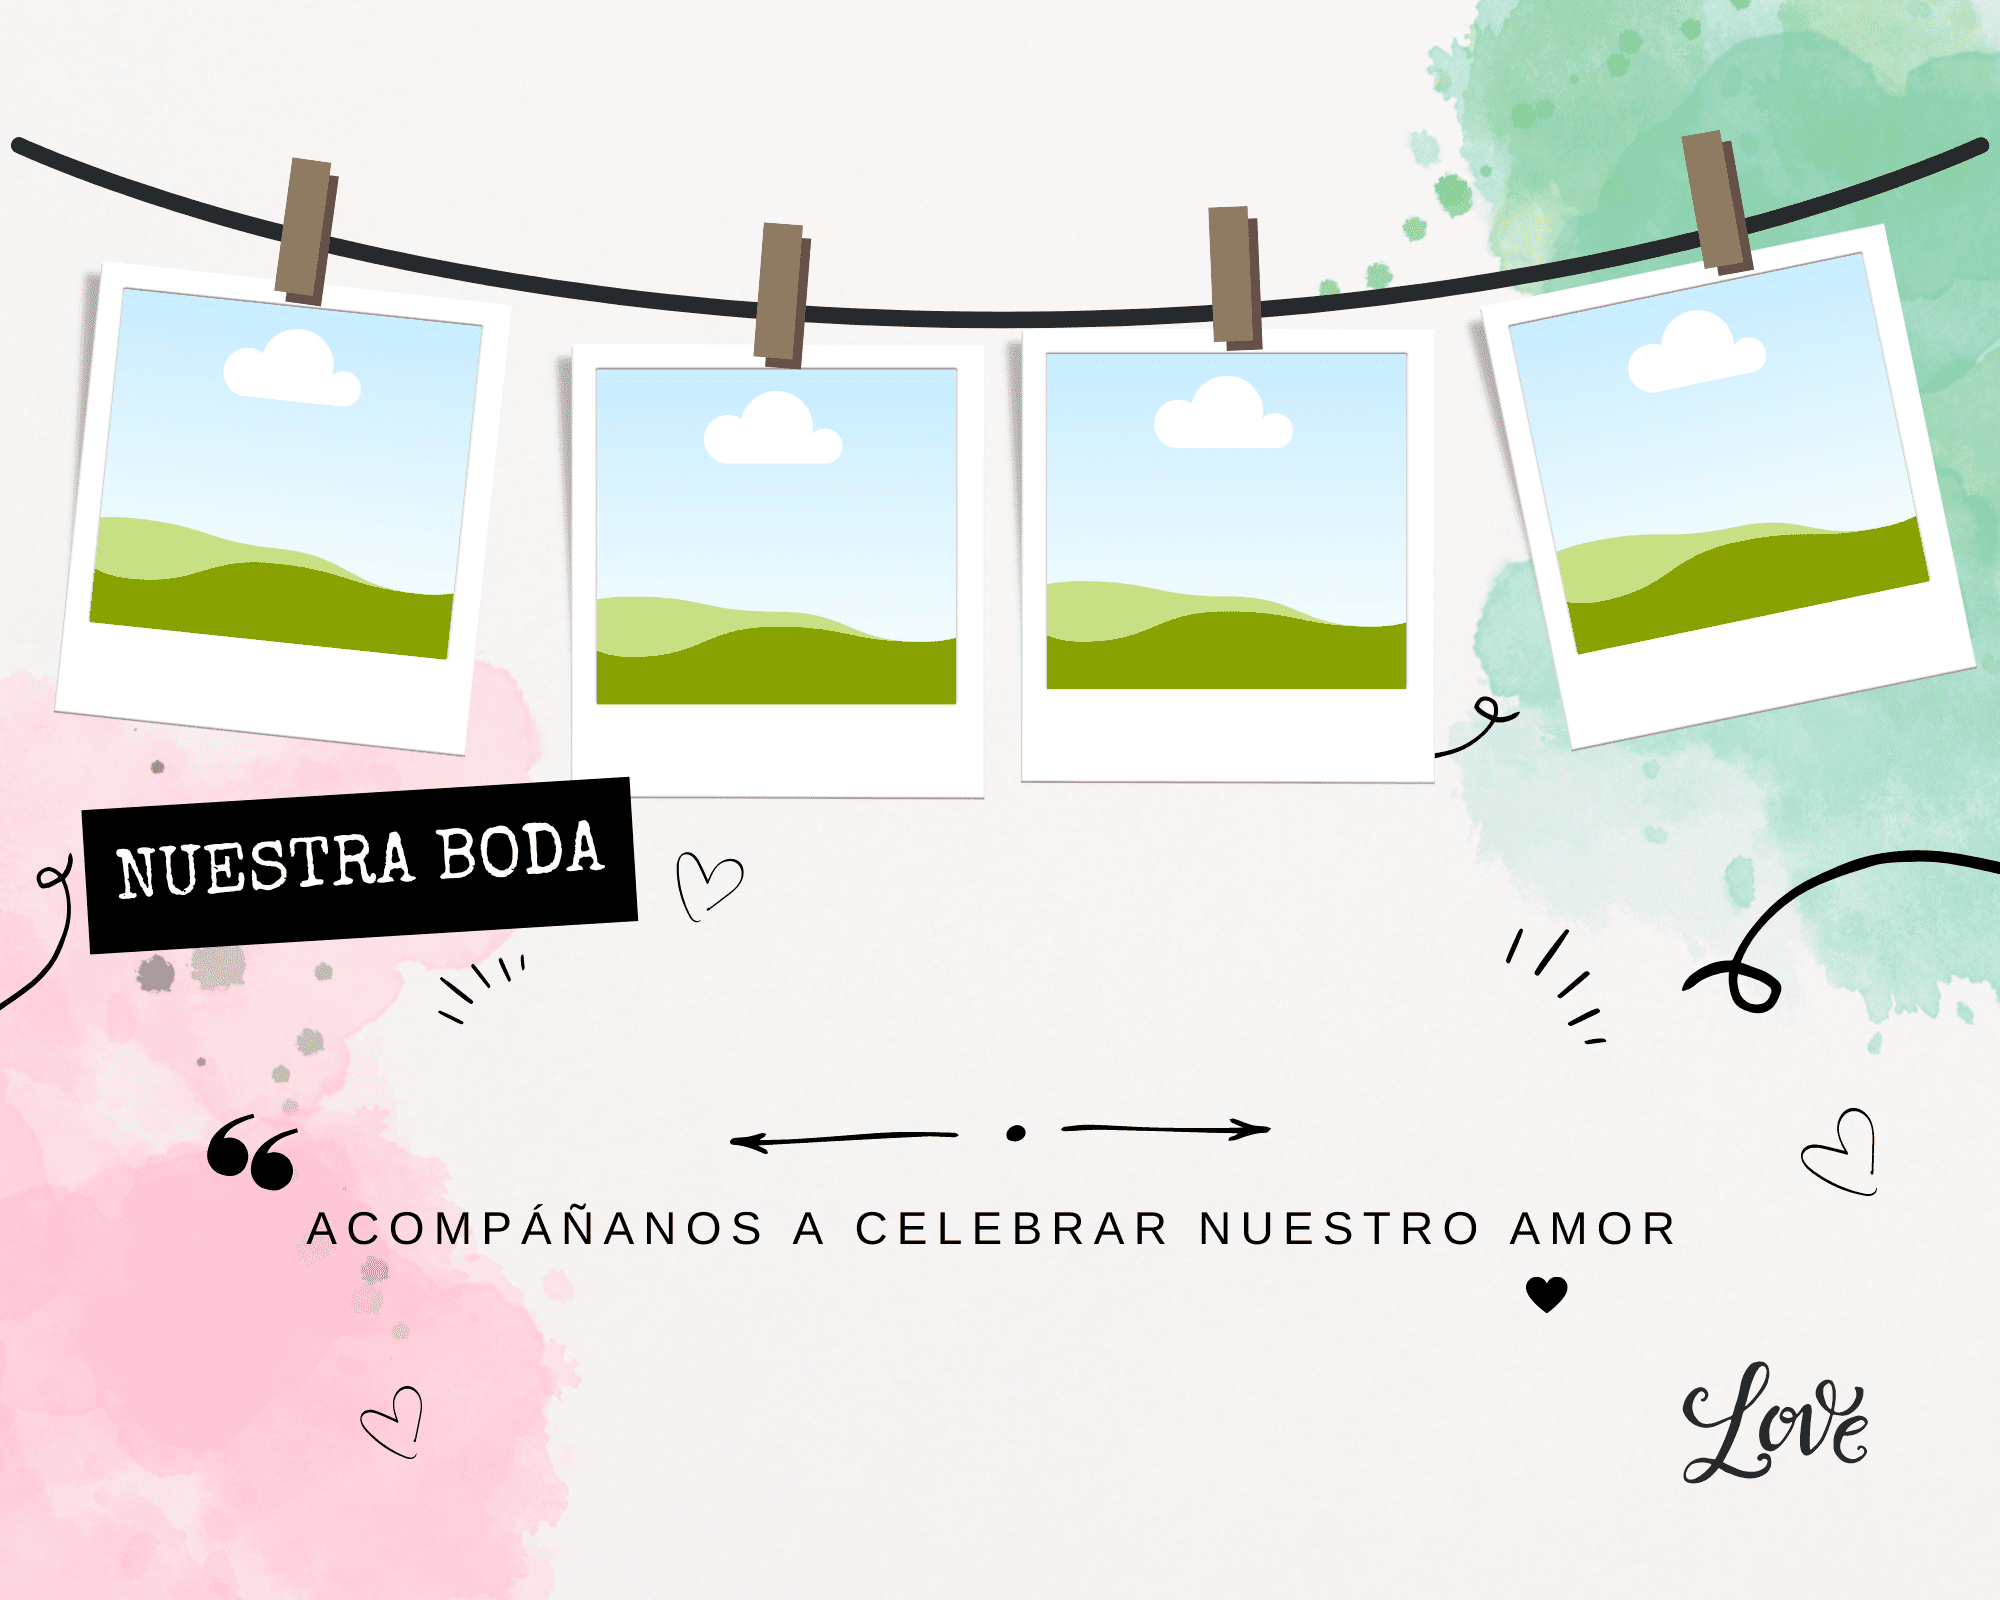 NUESTRA BODA
“
ACOMPÁÑANOS A CELEBRAR NUESTRO AMOR
Love